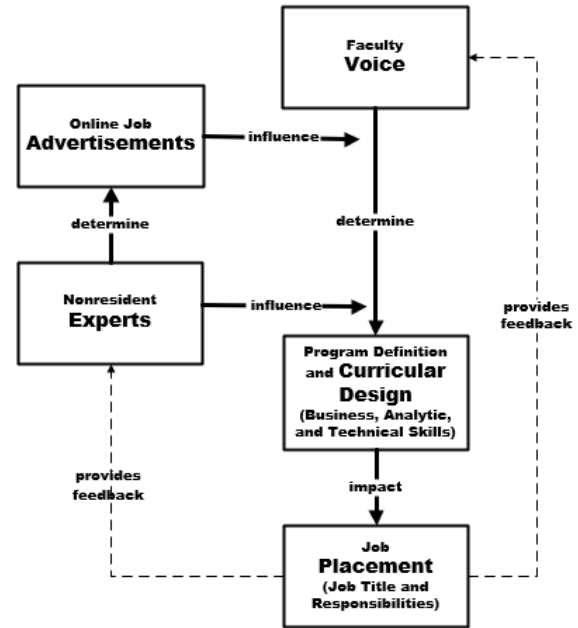 Faculty
Voice
Online Job
Advertisements
influence
determine
determine
Nonresident
Experts
influence
provides
feedback
Program Definition
and Curricular
Design
(Business, Analytic,
and Technical Skills)
provides
feedback
impact
Job
Placement
(Job Title and
Responsibilities)